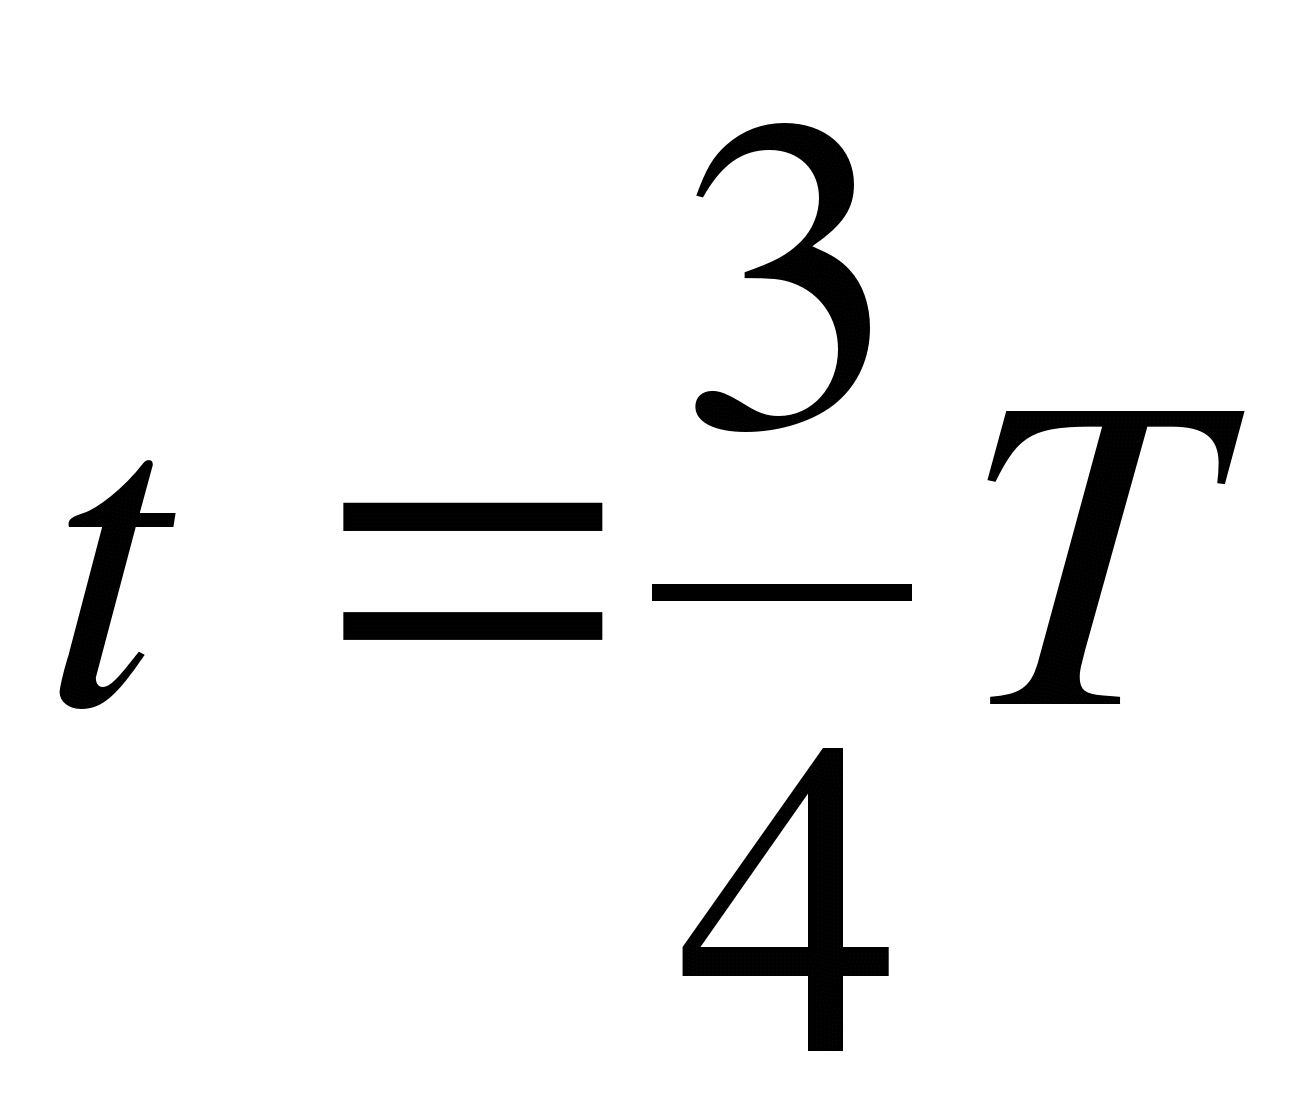 t = 3/4 T